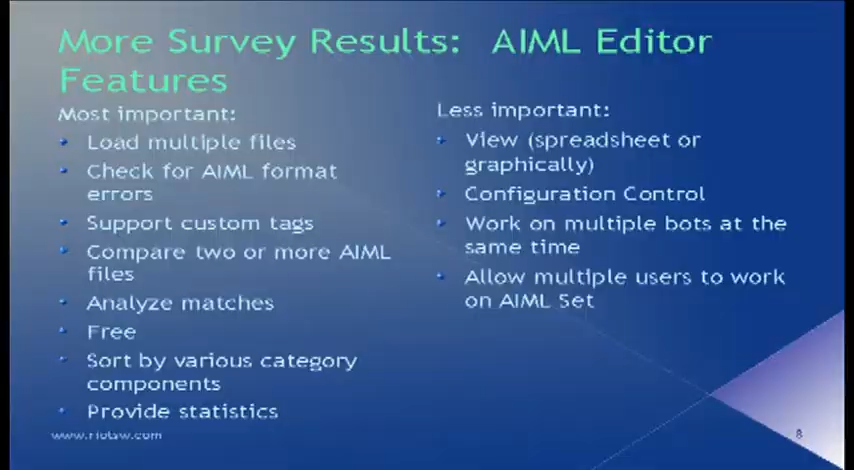 More Survey Results: AIML Editor
Features
Most important:
Load multiple files
Check for AIML format
errors
Support custom tags
Compare two or more AIML
files
Analyze matches
Free
Sort by various category
components
Provide statistics
Less important:
View (spreadsheet or
graphically)
Configuration Control
Work on multiple bots at the
same time
Allow multiple users to work
on AIML Set
www.riotsw.com
8